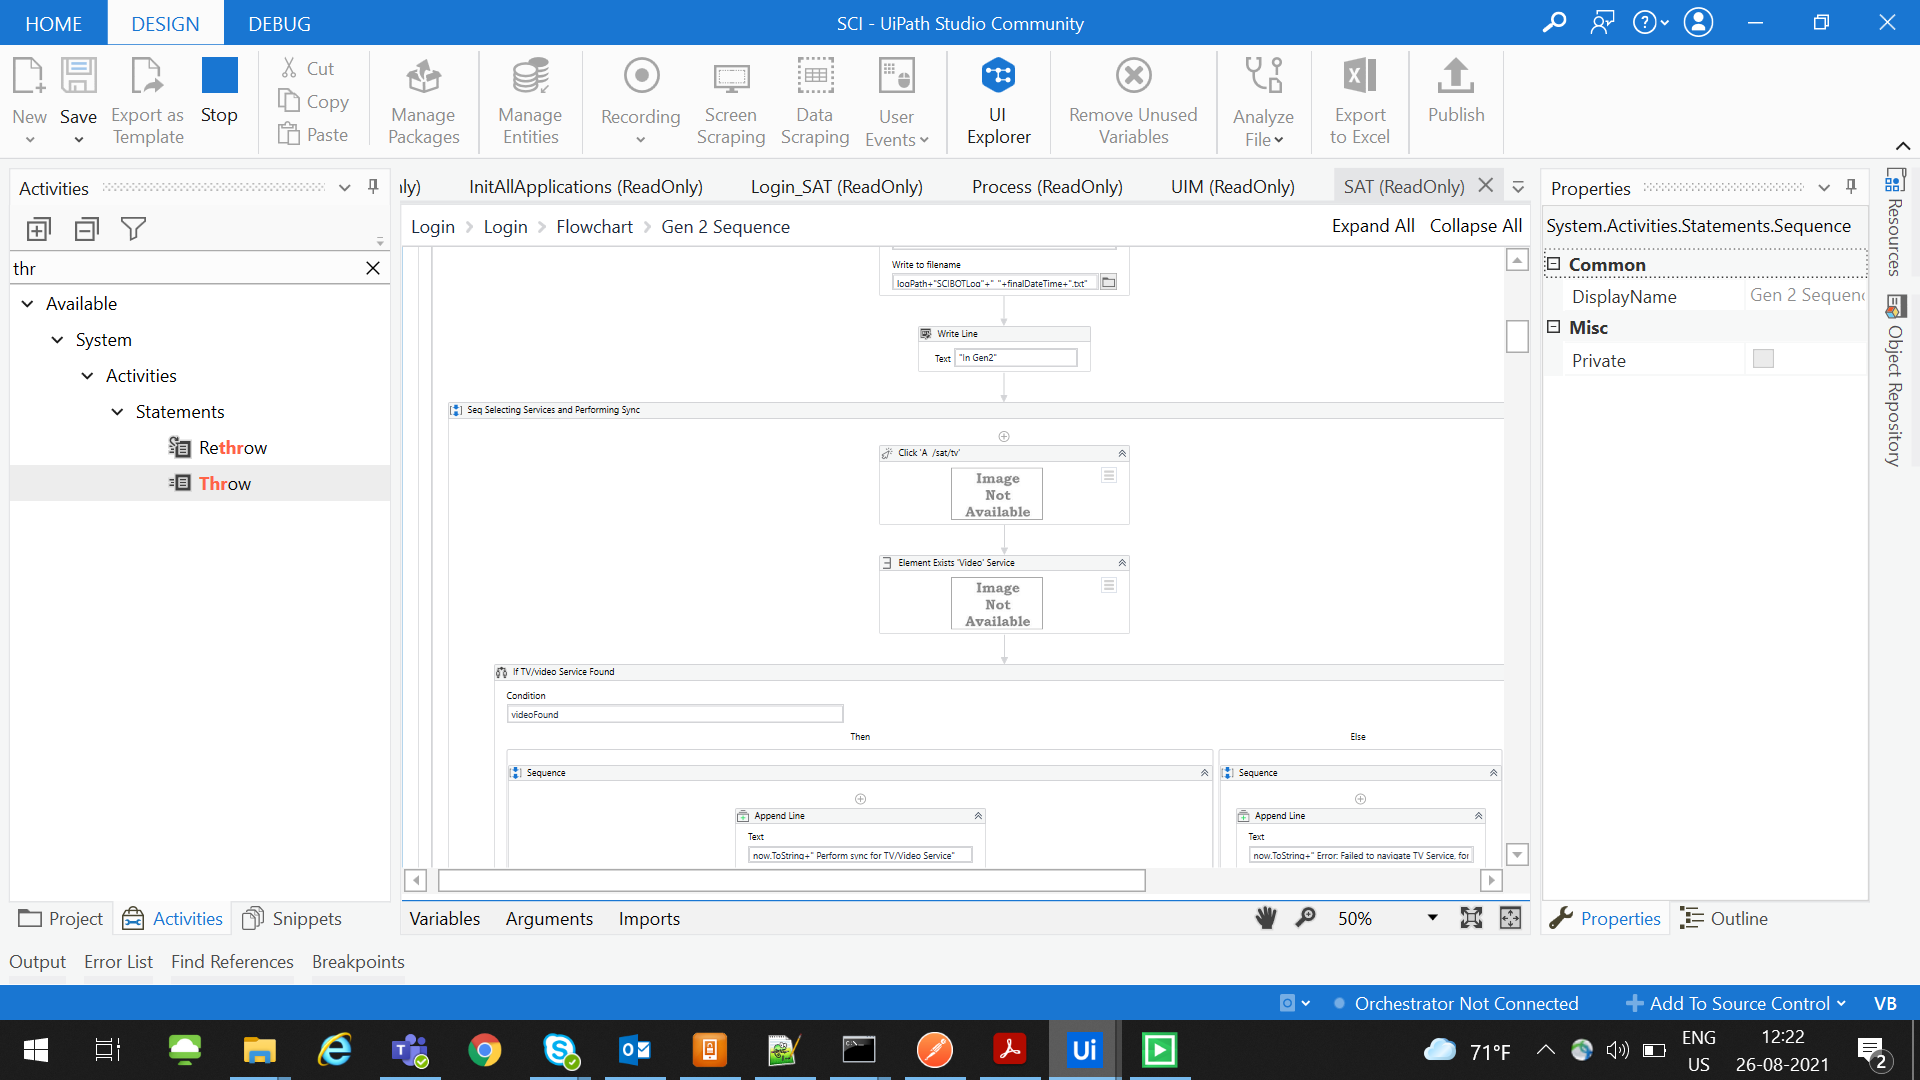 HOME
DESIGN
DEBUG
SCI - UiPath Studio Community
New
Save
Export as
Template
Stop
Cut
Copy
Paste
Manage
Packages
Manage
Entities
Recording
Screen
Scraping
Data
Scraping
User
Events
UI
Explorer
Remove Unused
Variables
Analyze
File
Export
to Excel
Publish
Activities
thr
Available
System
Activities
Statements
Rethrow
Throw
Project
Activities
Snippets
InitAllApplications (ReadOnly)
Login_SAT (ReadOnly)
Process (ReadOnly)
UIM (ReadOnly)
SAT (ReadOnly)
Login
Login
Flowchart
Gen 2 Sequence
Expand All
Collapse All
Write to filename
logPath+"SCIBOTLog"+" "+finalDateTime+".txt"
Write Line
Text
"In Gen2"
Seq Selecting Services and Performing Sync
Click 'A /sat/tv'
Image
Not
Available
Element Exists 'Video' Service
Image
Not
Available
If TV/video Service Found
Condition
videoFound
Then
Else
Sequence
Sequence
Append Line
Append Line
Text
Text
now.ToString+" Perform sync for TV/Video Service"
now.ToString+" Error: Failed to navigate TV Service, for
Variables
Arguments
Imports
50%
Properties
System.Activities.Statements.Sequence
Common
DisplayName
Gen 2 Sequenc
Misc
Private
Properties
Outline
Resources
Object Repository
Output
Error List
Find References
Breakpoints
Orchestrator Not Connected
Add To Source Control
VB
Ui
71°F
ENG
US
12:22
26-08-2021
2